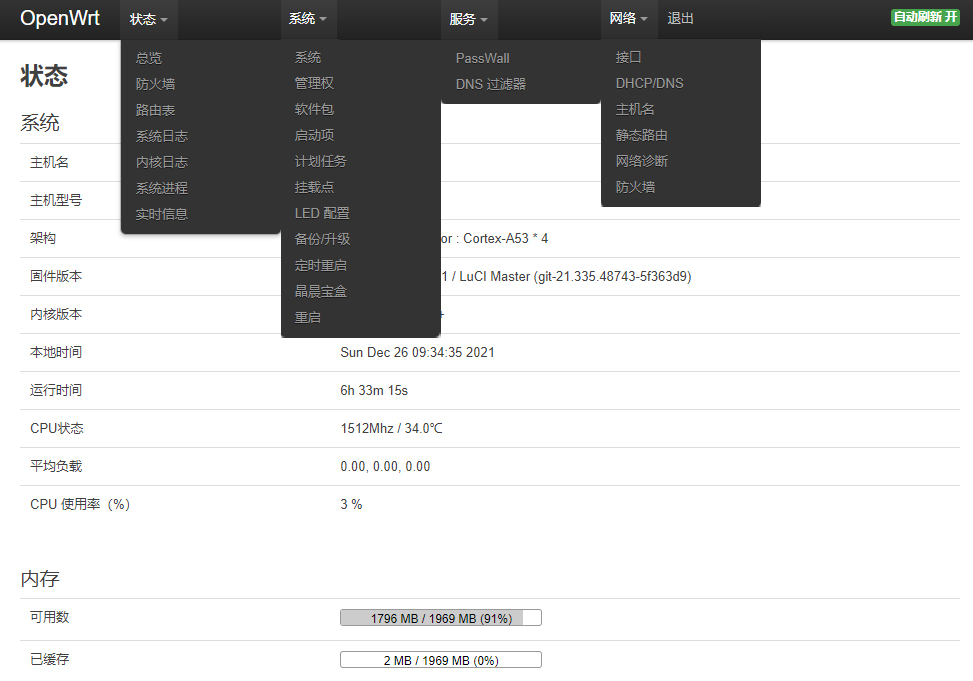 OpenWrt 状态 系统 服务 网络 退出 自动刷新 开
总览
防火墙
路由表
系统日志
内核日志
系统进程
实时信息
系统
管理权
软件包
启动项
计划任务
挂载点
LED 配置
备份/升级
定时重启
晶晨宝盒
重启
PassWall
DNS 过滤器
接口
DHCP/DNS
主机名
静态路由
网络诊断
防火墙
状态
系统
主机名
主机型号
架构 or : Cortex-A53 * 4
固件版本 1 / LuCI Master (git-21.335.48743-5f363d9)
内核版本
本地时间 Sun Dec 26 09:34:35 2021
运行时间 6h 33m 15s
CPU状态 1512Mhz / 34.0℃
平均负载 0.00, 0.00, 0.00
CPU 使用率（%） 3 %
内存
可用数 1796 MB / 1969 MB (91%)
已缓存 2 MB / 1969 MB (0%)